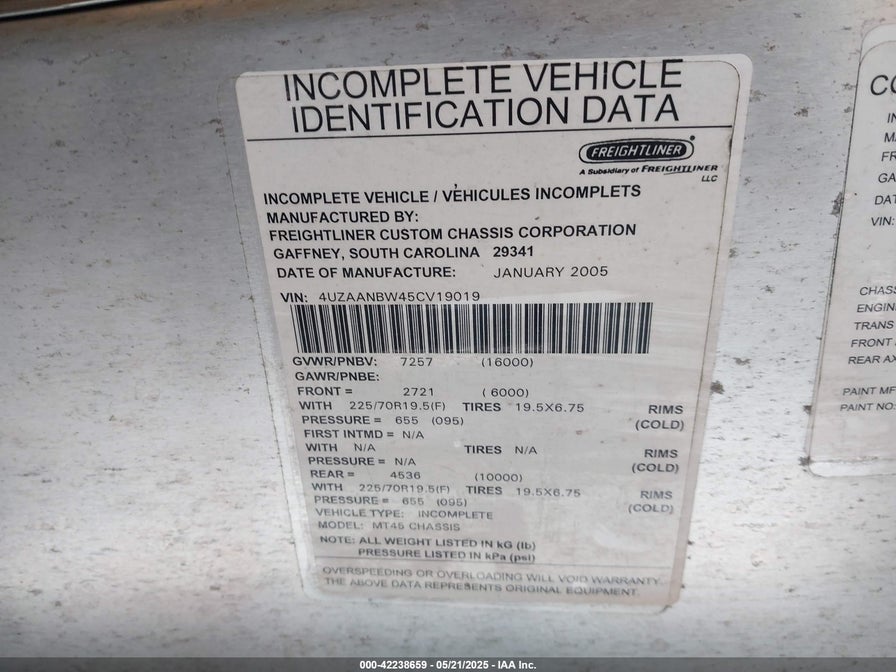 INCOMPLETE VEHICLE
IDENTIFICATION DATA
FREIGHTLINER
A Subsidiary of FREIGHTLINER
LLC
INCOMPLETE VEHICLE / VÉHICULES INCOMPLETS
MANUFACTURED BY:
FREIGHTLINER CUSTOM CHASSIS CORPORATION
GAFFNEY, SOUTH CAROLINA 29341
DATE OF MANUFACTURE: JANUARY 2005
VIN: 4UZAANBW45CV19019
GVWR/PNBV: 7257 (16000)
GAWR/PNBE:
FRONT = 2721 ( 6000)
WITH 225/70R19.5(F) TIRES 19.5X6.75 RIMS
PRESSURE = 655 (095) (COLD)
FIRST INTMD = N/A
WITH N/A TIRES N/A RIMS
PRESSURE = N/A (COLD)
REAR = 4536 (10000)
WITH 225/70R19.5(F) TIRES 19.5X6.75 RIMS
PRESSURE = 655 (095) (COLD)
VEHICLE TYPE: INCOMPLETE
MODEL: MT45 CHASSIS
NOTE: ALL WEIGHT LISTED IN kG (lb)
PRESSURE LISTED IN kPa (psi)
OVERSPEEDING OR OVERLOADING WILL VOID WARRANTY.
THE ABOVE DATA REPRESENTS ORIGINAL EQUIPMENT.
VIN:
TRANS
FRONT
REAR
PAINT
PAINT NO:
000-42238659 - 05/21/2025 - IAA Inc.